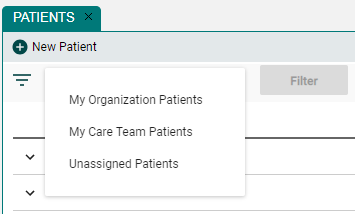 PATIENTS ×
New Patient
Filter
My Organization Patients
My Care Team Patients
Unassigned Patients